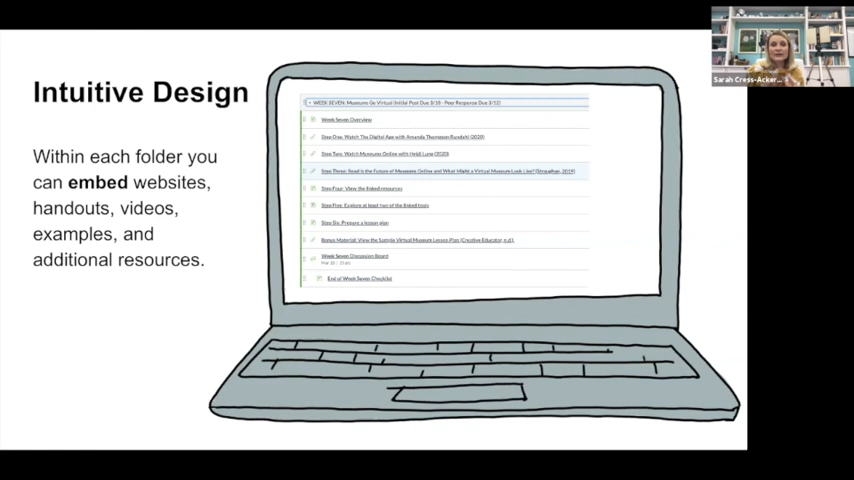 Intuitive Design
Within each folder you
can embed websites,
handouts, videos,
examples, and
additional resources.
WEEK SEVEN: Museums Go Virtual (Initial Post Due 3/10 - Peer Response Due 3/12)
Week Seven Overview
Step One: Watch The Digital Age with Amanda Thompson Rundahl (2020)
Step Two: Watch Museums Online with Heidi Lung (2020)
Step Three: Read Is the Future of Museums Online and What Might a Virtual Museum Look Like? (Straughan, 2019)
Step Four: View the linked resources
Step Five: Explore at least two of the linked tools
Step Six: Prepare a lesson plan
Bonus Material: View the Sample Virtual Museum Lesson Plan (Creative Educator, n.d.).
Week Seven Discussion Board
Mar 10
End of Week Seven Checklist
Sarah Cress-Acker...